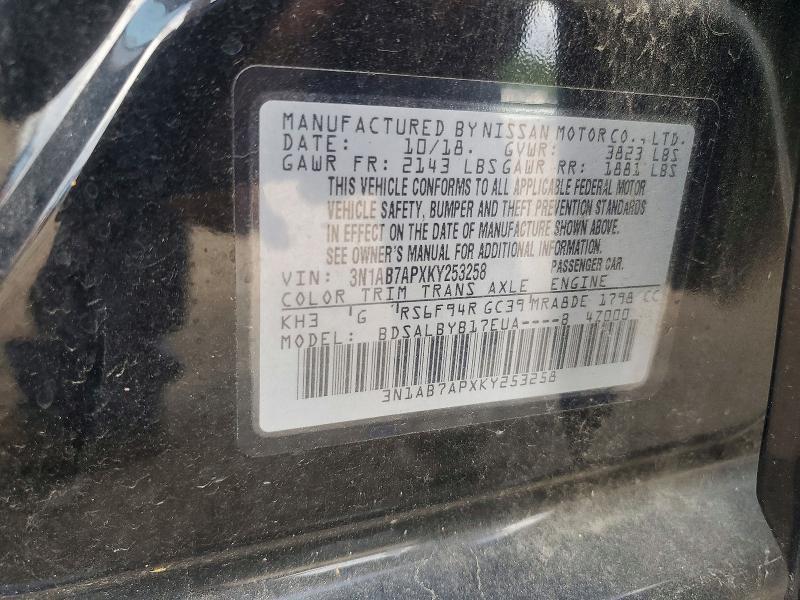 MANUFACTURED BY NISSAN MOTOR CO., LTD.
DATE: 10/18. GVWR: 3823 LBS
GAWR FR: 2143 LBS GAWR RR: 1881 LBS
THIS VEHICLE CONFORMS TO ALL APPLICABLE FEDERAL MOTOR
VEHICLE SAFETY, BUMPER AND THEFT PREVENTION STANDARDS
IN EFFECT ON THE DATE OF MANUFACTURE SHOWN ABOVE.
SEE OWNER'S MANUAL FOR ADDITIONAL INFORMATION.
VIN: 3N1AB7APXKY253258 PASSENGER CAR.
COLOR TRIM TRANS AXLE ENGINE
KH3 'G 'RS6F94R GC39'MRA8DE 1798 CC
MODEL: BDSALBYB17EUA----8 47000
3N1AB7APXKY253258